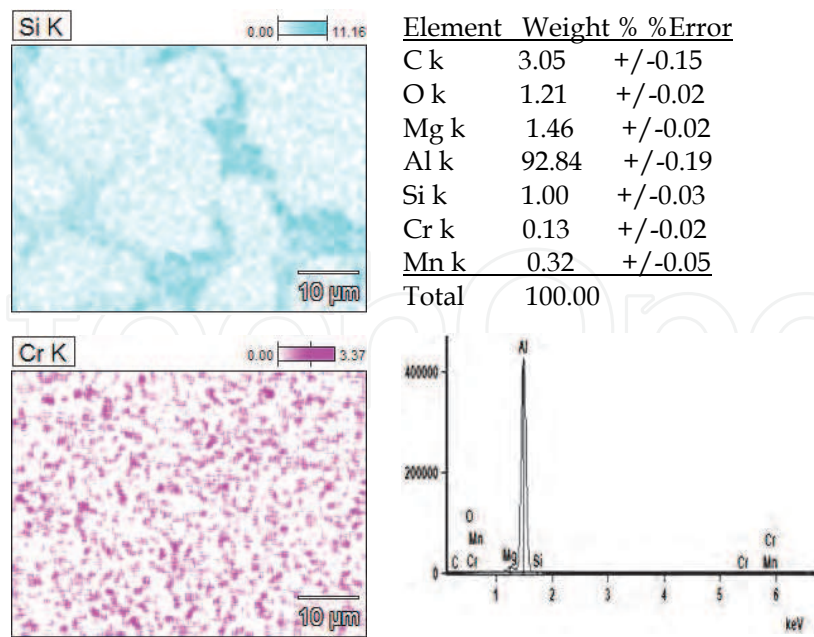 Si K
0.00 11.16
10 µm
Element Weight % %Error
C k 3.05 +/-0.15
O k 1.21 +/-0.02
Mg k 1.46 +/-0.02
Al k 92.84 +/-0.19
Si k 1.00 +/-0.03
Cr k 0.13 +/-0.02
Mn k 0.32 +/-0.05
Total 100.00
Cr K
0.00 3.37
10 µm
Al
400000
200000
O
Mn
Cr
C
Mg
Si
Cr
Cr
Mn
0
1 2 3 4 5 6
keV